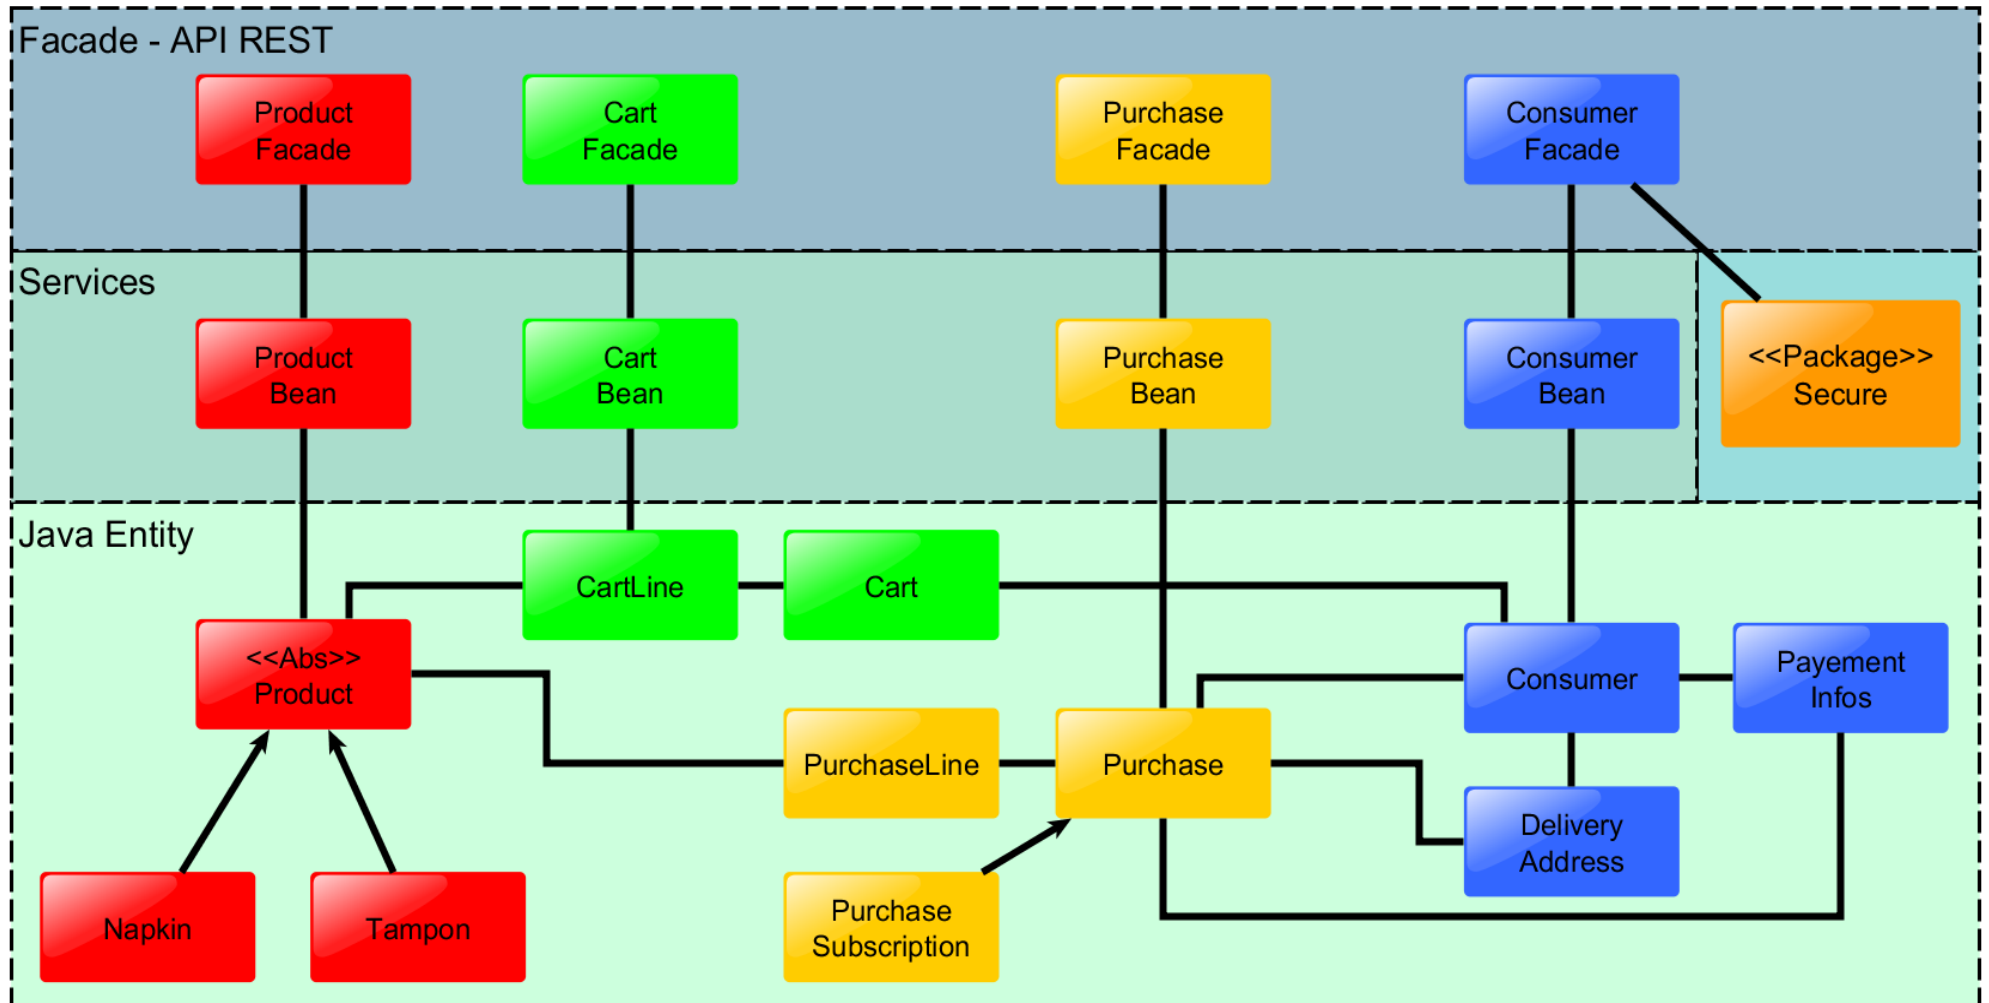 Facade - API REST
Product
Facade
Cart
Facade
Purchase
Facade
Consumer
Facade
Services
Product
Bean
Cart
Bean
Purchase
Bean
Consumer
Bean
<<Package>>
Secure
Java Entity
CartLine
Cart
<<Abs>>
Product
Consumer
Payement
Infos
PurchaseLine
Purchase
Delivery
Address
Napkin
Tampon
Purchase
Subscription